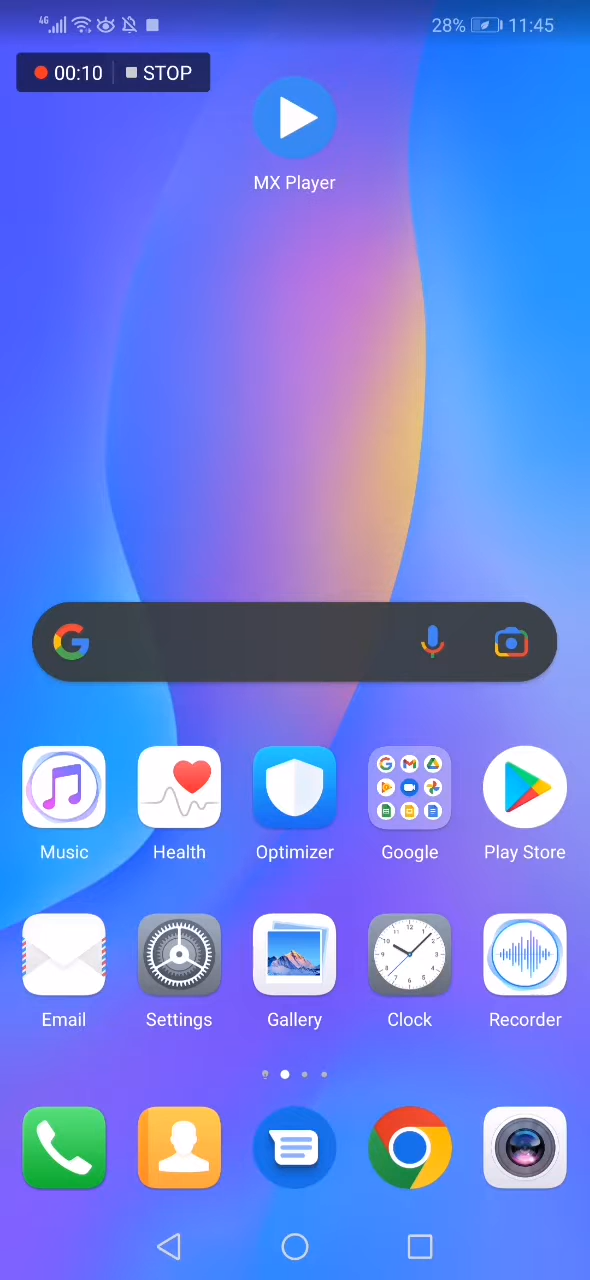 4G 28% 11:45
00:10 STOP
MX Player
Music Health Optimizer Google Play Store
Email Settings Gallery Clock Recorder